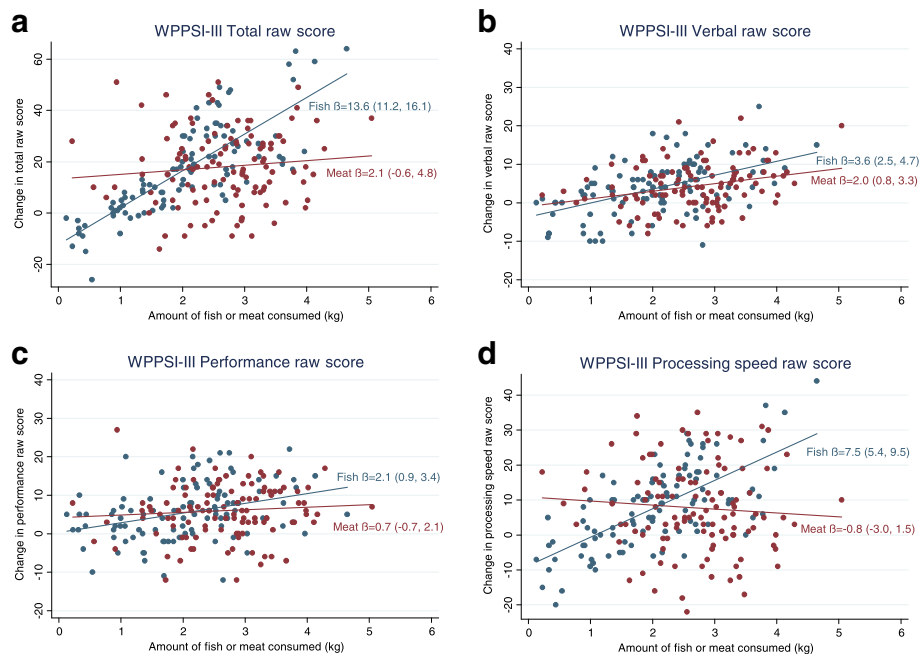 a
WPPSI-III Total raw score
Change in total raw score
60
40
20
0
-20
Fish ß=13.6 (11.2, 16.1)
Meat ß=2.1 (-0.6, 4.8)
0 1 2 3 4 5 6
Amount of fish or meat consumed (kg)
b
WPPSI-III Verbal raw score
Change in verbal raw score
40
30
20
10
0
-10
-20
Fish ß=3.6 (2.5, 4.7)
Meat ß=2.0 (0.8, 3.3)
0 1 2 3 4 5 6
Amount of fish or meat consumed (kg)
c
WPPSI-III Performance raw score
Change in performance raw score
40
30
20
10
0
-10
-20
Fish ß=2.1 (0.9, 3.4)
Meat ß=0.7 (-0.7, 2.1)
0 1 2 3 4 5 6
Amount of fish or meat consumed (kg)
d
WPPSI-III Processing speed raw score
Change in processing speed raw score
40
30
20
10
0
-10
-20
Fish ß=7.5 (5.4, 9.5)
Meat ß=-0.8 (-3.0, 1.5)
0 1 2 3 4 5 6
Amount of fish or meat consumed (kg)